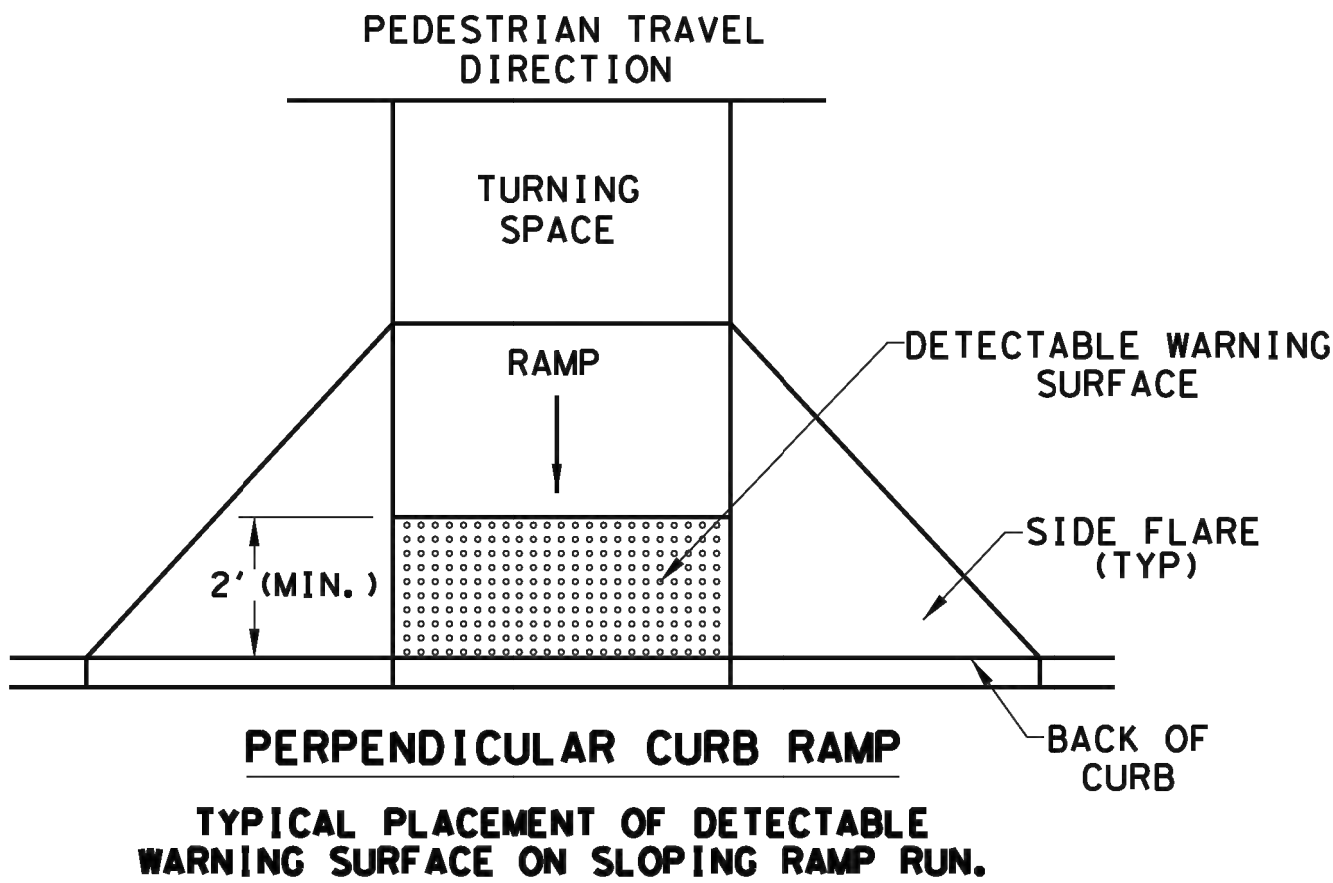 PEDESTRIAN TRAVEL
DIRECTION
TURNING
SPACE
RAMP
DETECTABLE WARNING
SURFACE
2' (MIN.)
SIDE FLARE
(TYP)
BACK OF
CURB
PERPENDICULAR CURB RAMP
TYPICAL PLACEMENT OF DETECTABLE
WARNING SURFACE ON SLOPING RAMP RUN.